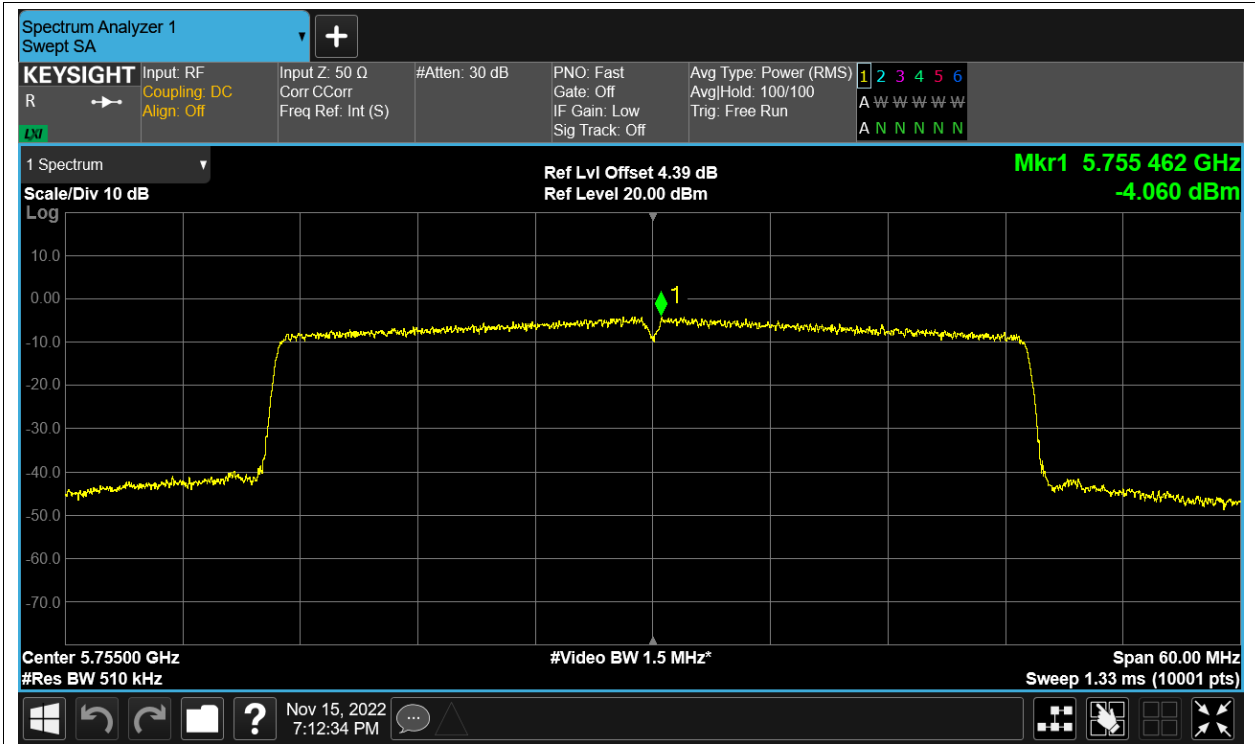 Spectrum Analyzer 1
Swept SA
KEYSIGHT
R
LXI
Input: RF
Coupling: DC
Align: Off
Input Z: 50 Ω
Corr CCorr
Freq Ref: Int (S)
#Atten: 30 dB
PNO: Fast
Gate: Off
IF Gain: Low
Sig Track: Off
Avg Type: Power (RMS)
Avg|Hold: 100/100
Trig: Free Run
1 2 3 4 5 6
A W W W W W
A N N N N N
1 Spectrum
Scale/Div 10 dB
Ref Lvl Offset 4.39 dB
Ref Level 20.00 dBm
Mkr1 5.755 462 GHz
-4.060 dBm
Log
10.0
0.00
-10.0
-20.0
-30.0
-40.0
-50.0
-60.0
-70.0
1
Center 5.75500 GHz
#Res BW 510 kHz
#Video BW 1.5 MHz*
Span 60.00 MHz
Sweep 1.33 ms (10001 pts)
?
Nov 15, 2022
7:12:34 PM